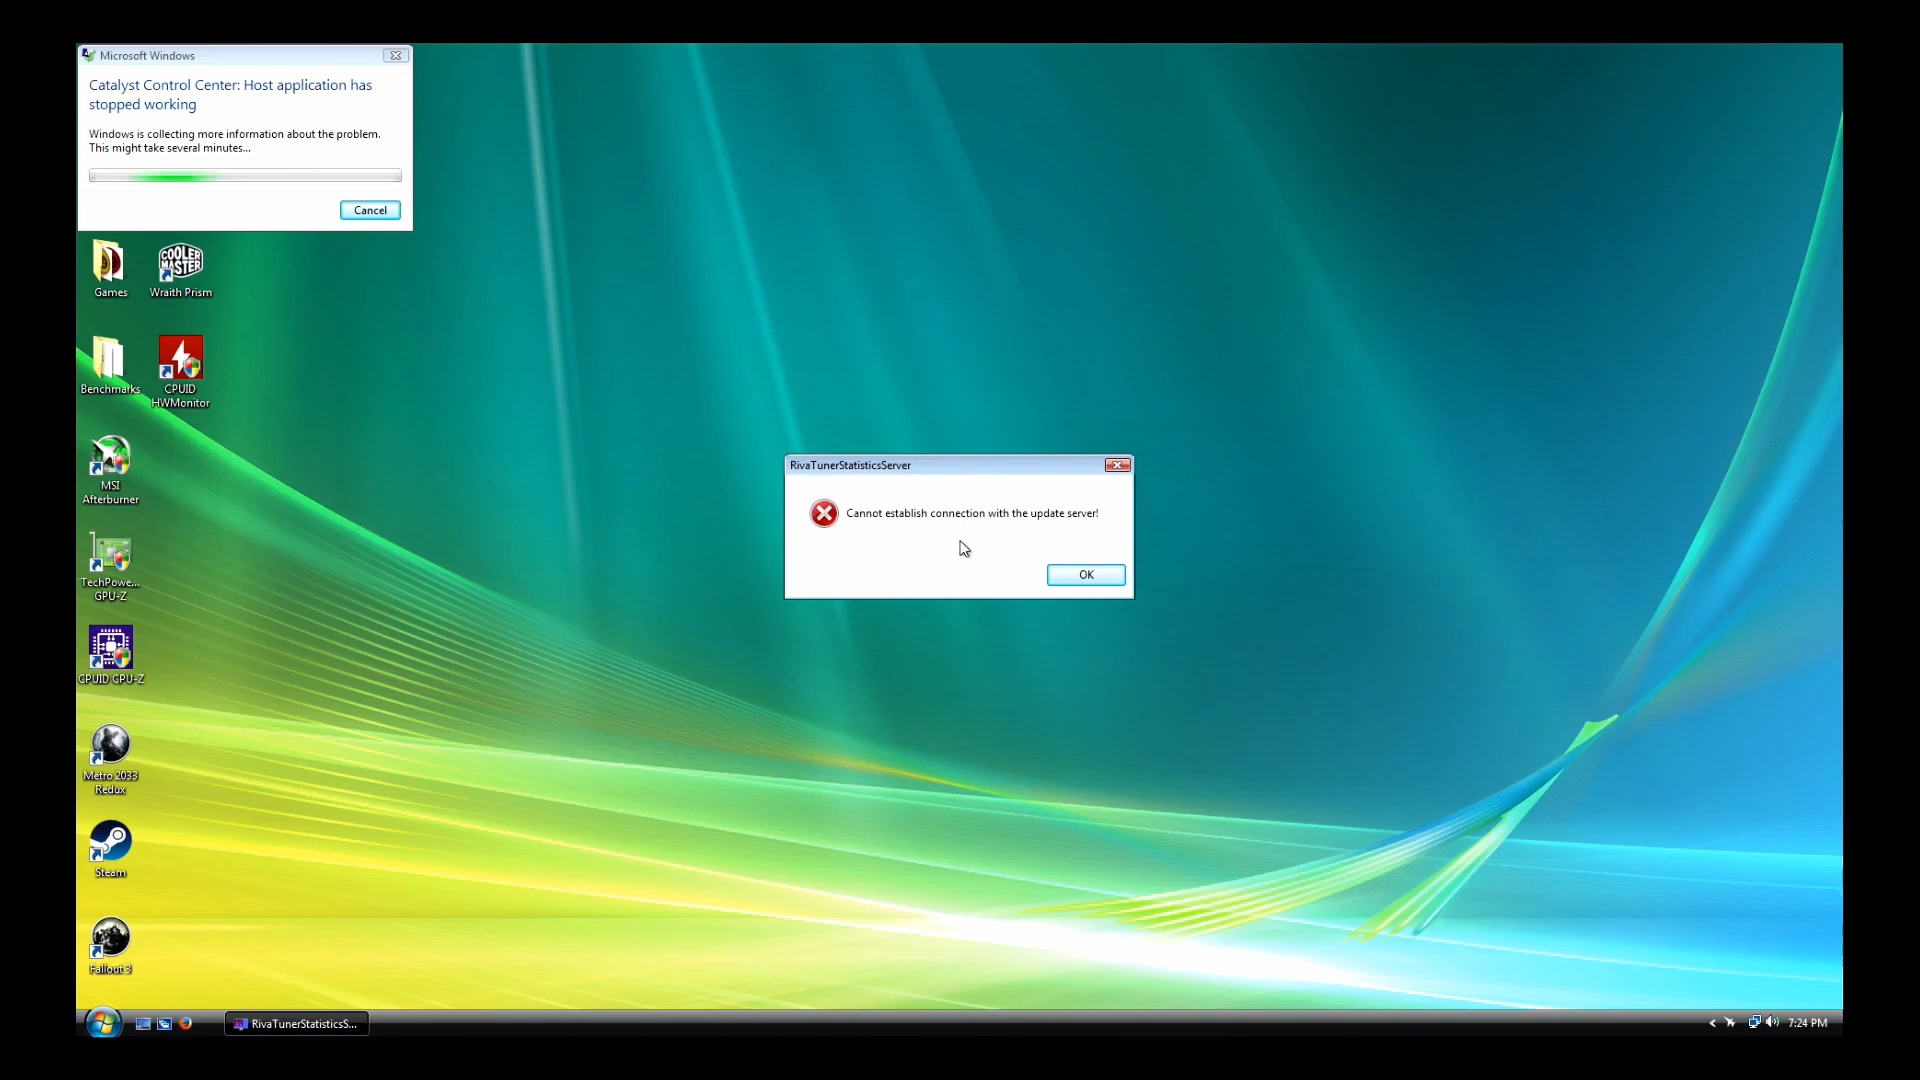 Microsoft Windows
Catalyst Control Center: Host application has
stopped working
Windows is collecting more information about the problem.
This might take several minutes...
Cancel
Games
COOLER
MASTER
Wraith Prism
Benchmarks
CPUID
HWMonitor
MSI
Afterburner
TechPowe...
GPU-Z
CPUID CPU-Z
Metro 2033
Redux
Steam
Fallout 3
RivaTunerStatisticsServer
Cannot establish connection with the update server!
OK
RivaTunerStatisticsS...
7:24 PM